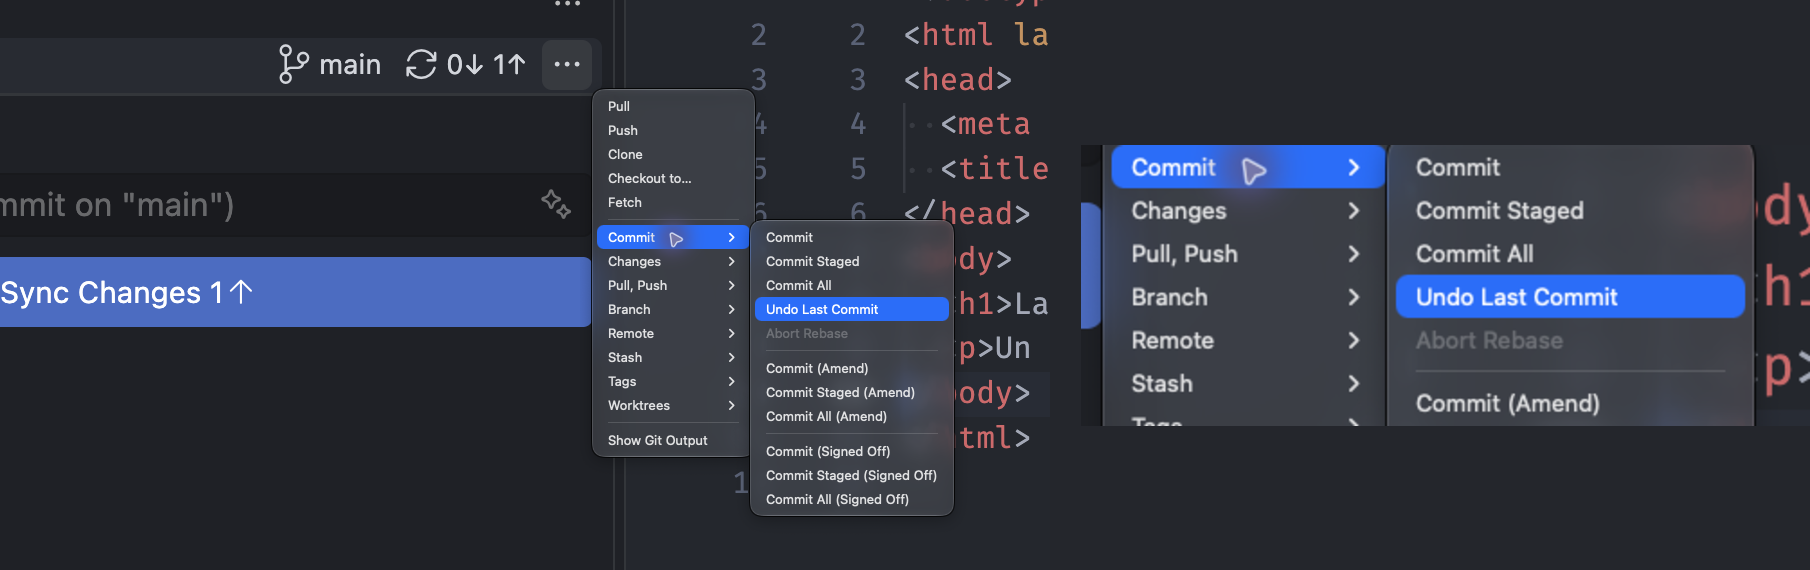 main 0↓ 1↑ ...
mmit on "main")
Sync Changes 1↑
Pull
Push
Clone
Checkout to...
Fetch
Commit
Changes
Pull, Push
Branch
Remote
Stash
Tags
Worktrees
Show Git Output
Commit
Commit Staged
Commit All
Undo Last Commit
Abort Rebase
Commit (Amend)
Commit Staged (Amend)
Commit All (Amend)
Commit (Signed Off)
Commit Staged (Signed Off)
Commit All (Signed Off)
2 2 <html la
3 3 <head>
4 4 <meta
5 5 <title
6 6 </head>
ody>
h1>La
p>Un
ody>
tml>
1
Commit
Changes
Pull, Push
Branch
Remote
Stash
Commit
Commit Staged
Commit All
Undo Last Commit
Abort Rebase
Commit (Amend)
dy
h1
p>